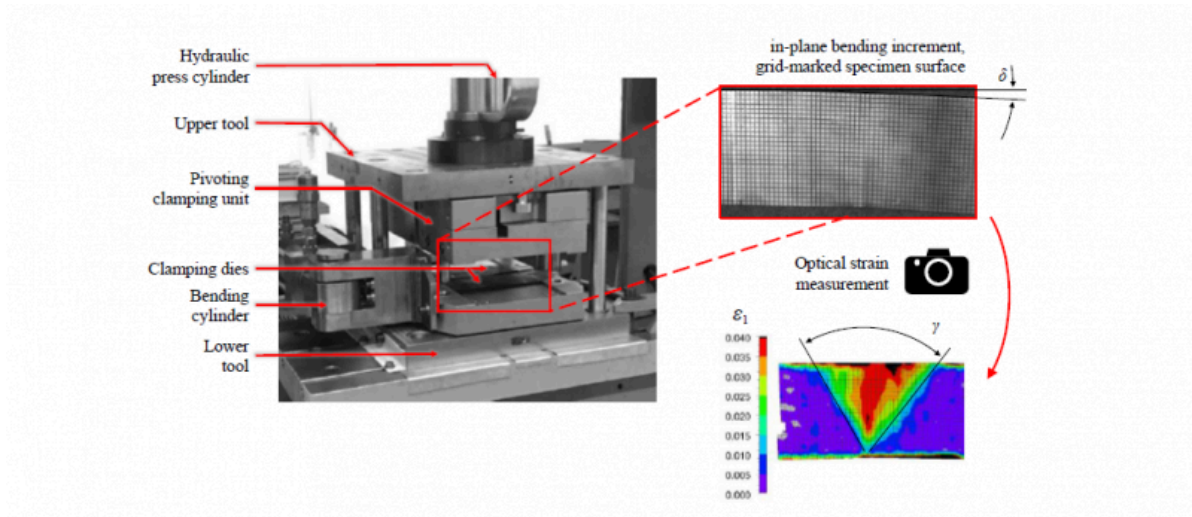 Hydraulic
press cylinder
Upper tool
Pivoting
clamping unit
Clamping dies
Bending
cylinder
Lower
tool
in-plane bending increment,
grid-marked specimen surface
δ
Optical strain
measurement
ε₁
γ
0.040
0.035
0.030
0.025
0.020
0.015
0.010
0.005
0.000